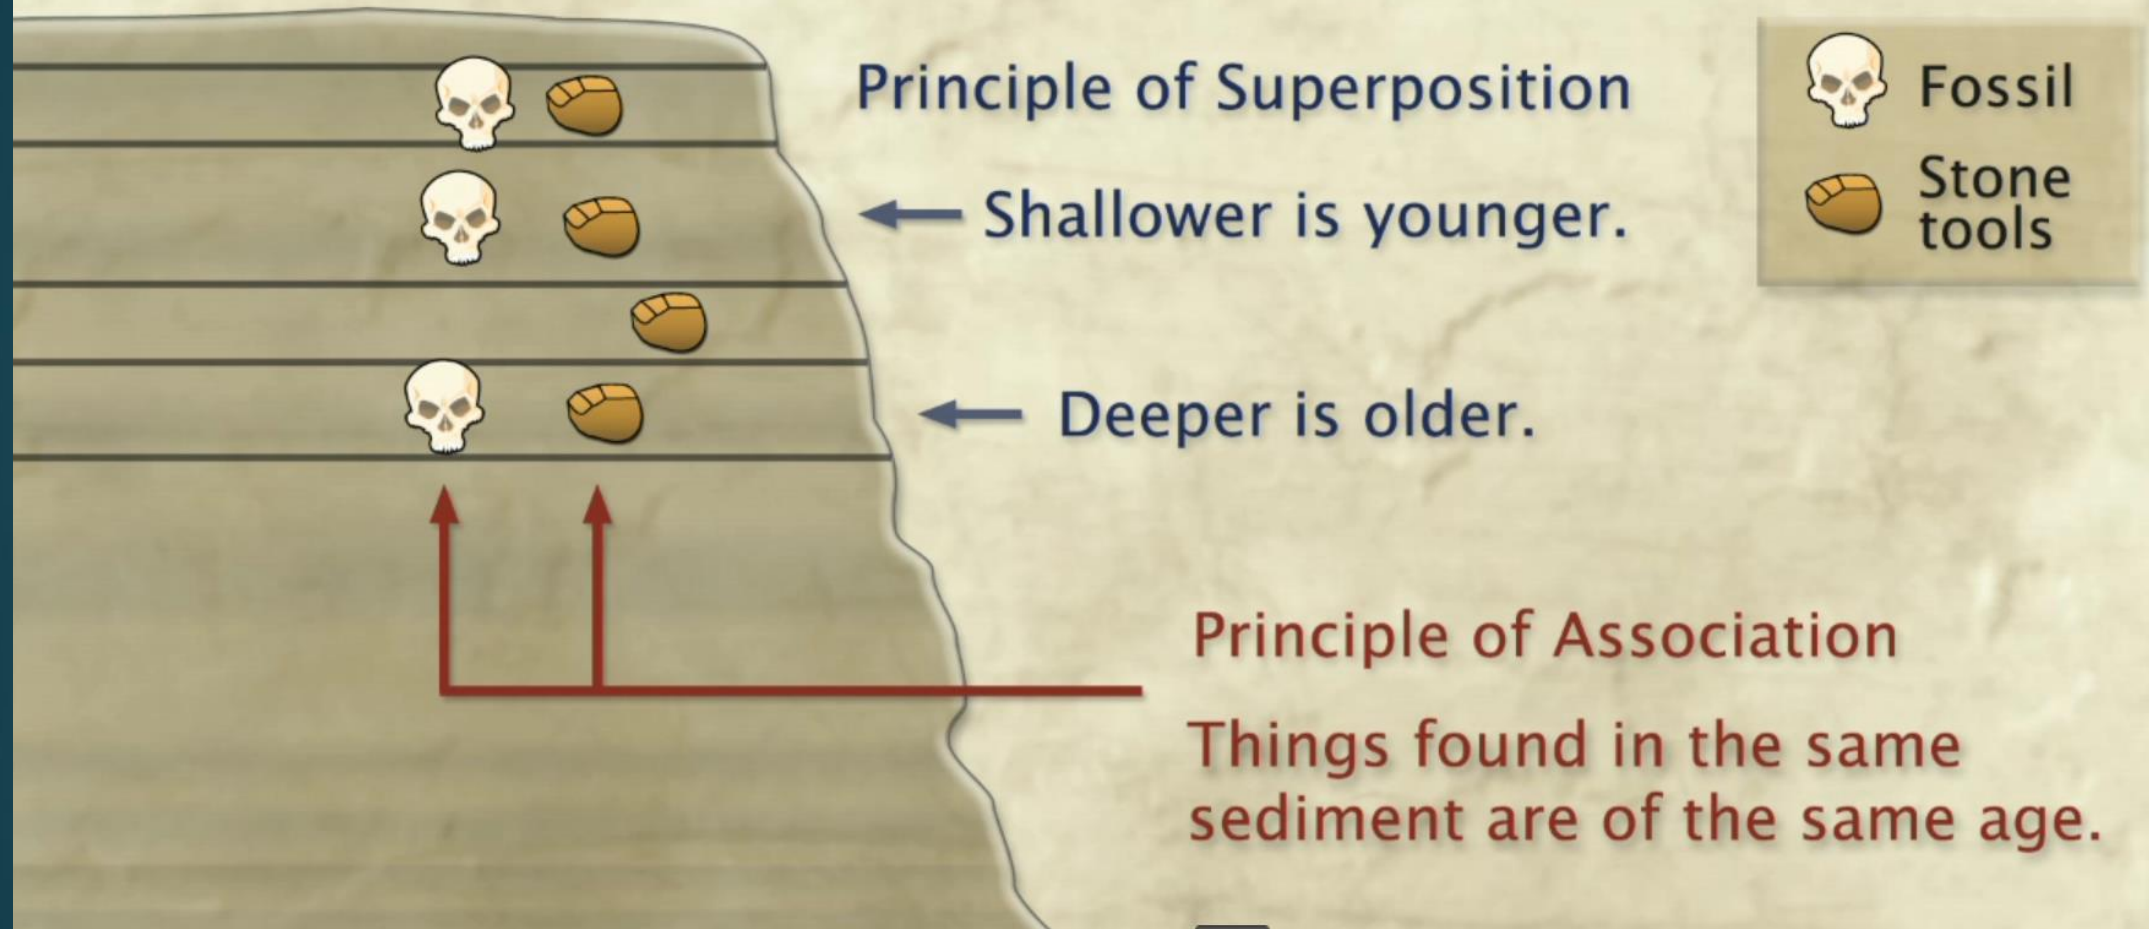 Principle of Superposition
Shallower is younger.
Deeper is older.
Principle of Association
Things found in the same
sediment are of the same age.
Fossil
Stone
tools